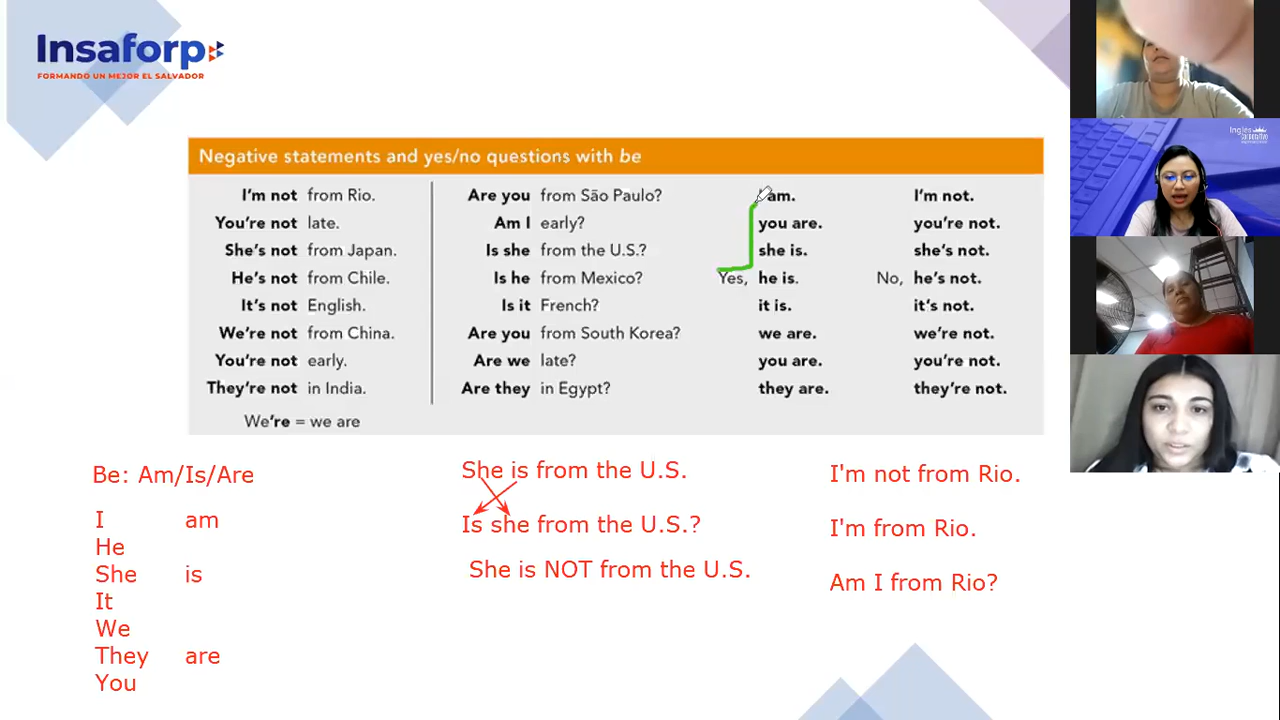 Insaforp
FORMANDO UN MEJOR EL SALVADOR
Negative statements and yes/no questions with be
I'm not from Rio.
You're not late.
She's not from Japan.
He's not from Chile.
It's not English.
We're not from China.
You're not early.
They're not in India.
We're = we are
Are you from São Paulo?
Am I early?
Is she from the U.S.?
Is he from Mexico?
Is it French?
Are you from South Korea?
Are we late?
Are they in Egypt?
Yes,
I am.
you are.
she is.
he is.
it is.
we are.
you are.
they are.
No,
I'm not.
you're not.
she's not.
he's not.
it's not.
we're not.
you're not.
they're not.
Be: Am/Is/Are
I am
He
She is
It
We
They are
You
She is from the U.S.
Is she from the U.S.?
She is NOT from the U.S.
I'm not from Rio.
I'm from Rio.
Am I from Rio?
Ingles